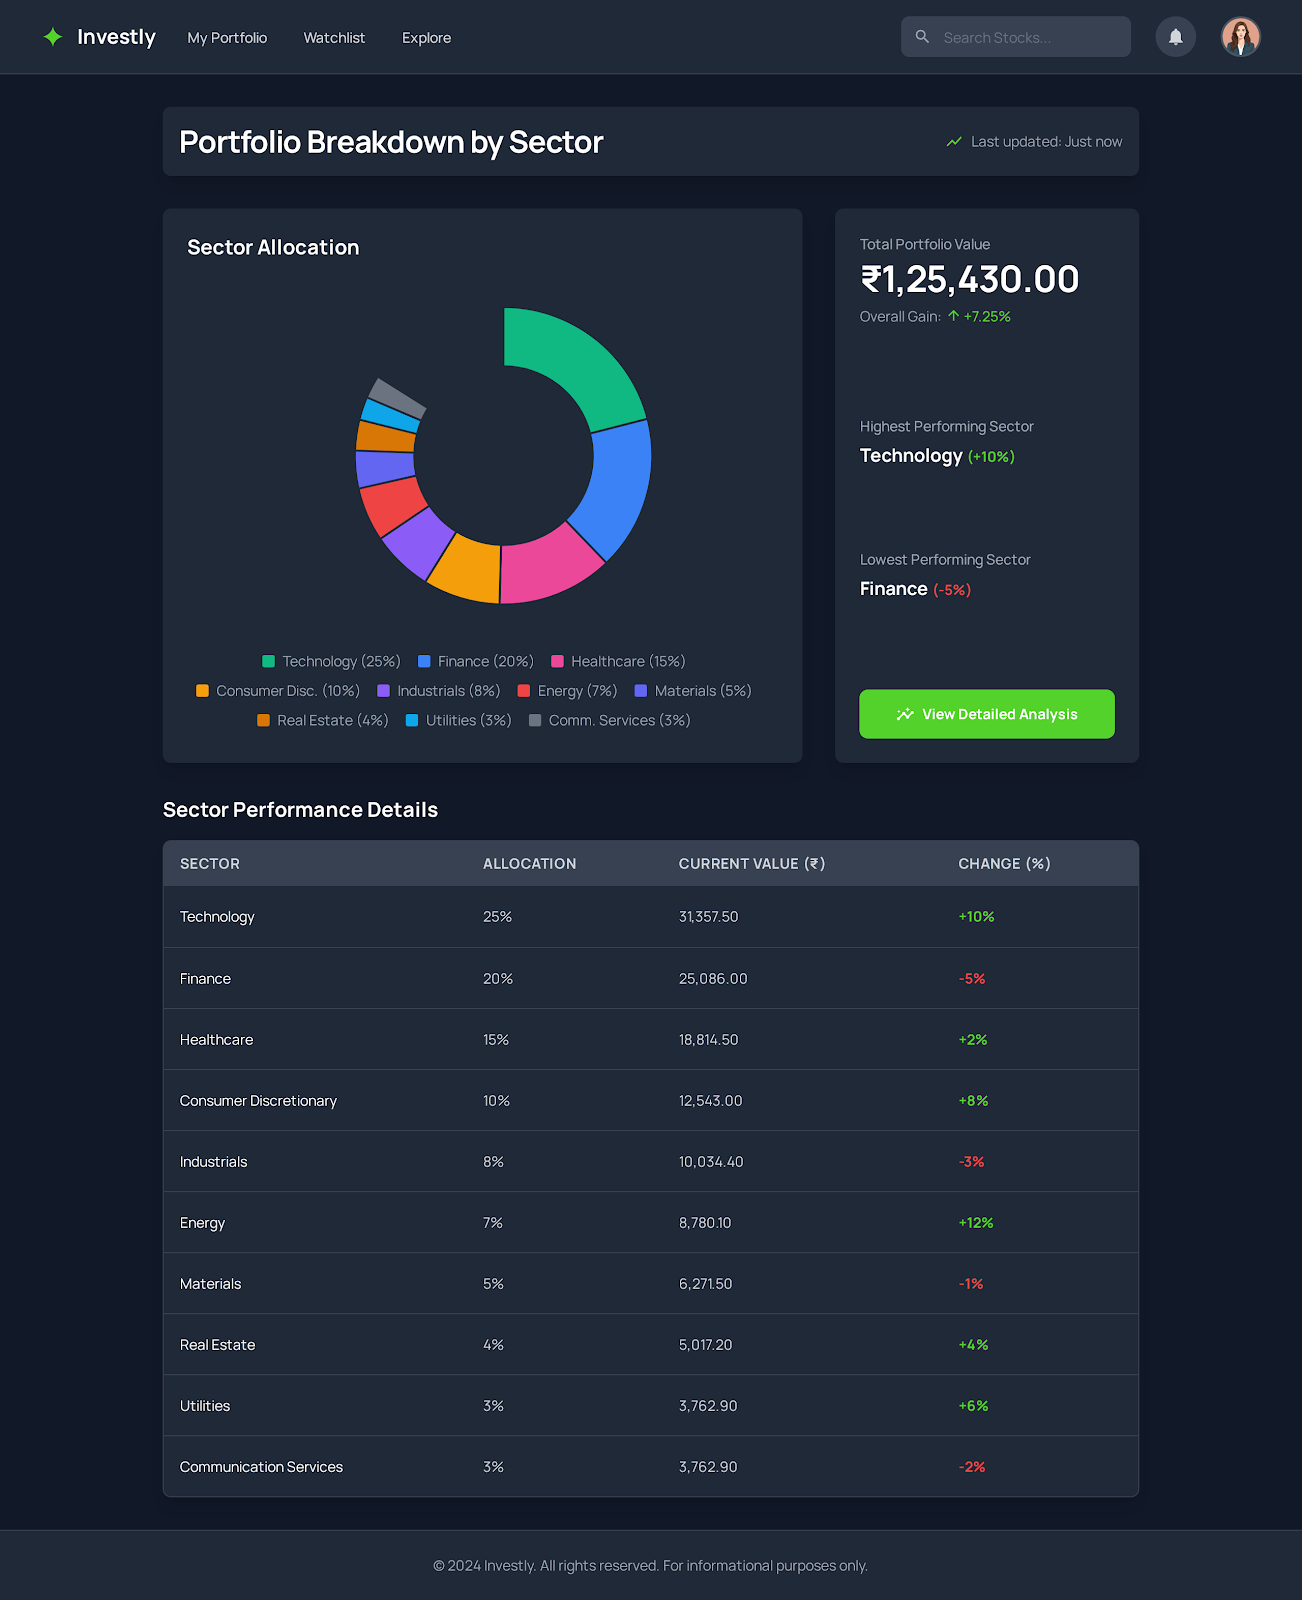 Investly My Portfolio Watchlist Explore Search Stocks...
Portfolio Breakdown by Sector Last updated: Just now
Sector Allocation
Technology (25%) Finance (20%) Healthcare (15%)
Consumer Disc. (10%) Industrials (8%) Energy (7%) Materials (5%)
Real Estate (4%) Utilities (3%) Comm. Services (3%)
Total Portfolio Value
₹1,25,430.00
Overall Gain: ↑ +7.25%
Highest Performing Sector
Technology (+10%)
Lowest Performing Sector
Finance (-5%)
View Detailed Analysis
Sector Performance Details
SECTOR ALLOCATION CURRENT VALUE (₹) CHANGE (%)
Technology 25% 31,357.50 +10%
Finance 20% 25,086.00 -5%
Healthcare 15% 18,814.50 +2%
Consumer Discretionary 10% 12,543.00 +8%
Industrials 8% 10,034.40 -3%
Energy 7% 8,780.10 +12%
Materials 5% 6,271.50 -1%
Real Estate 4% 5,017.20 +4%
Utilities 3% 3,762.90 +6%
Communication Services 3% 3,762.90 -2%
© 2024 Investly. All rights reserved. For informational purposes only.